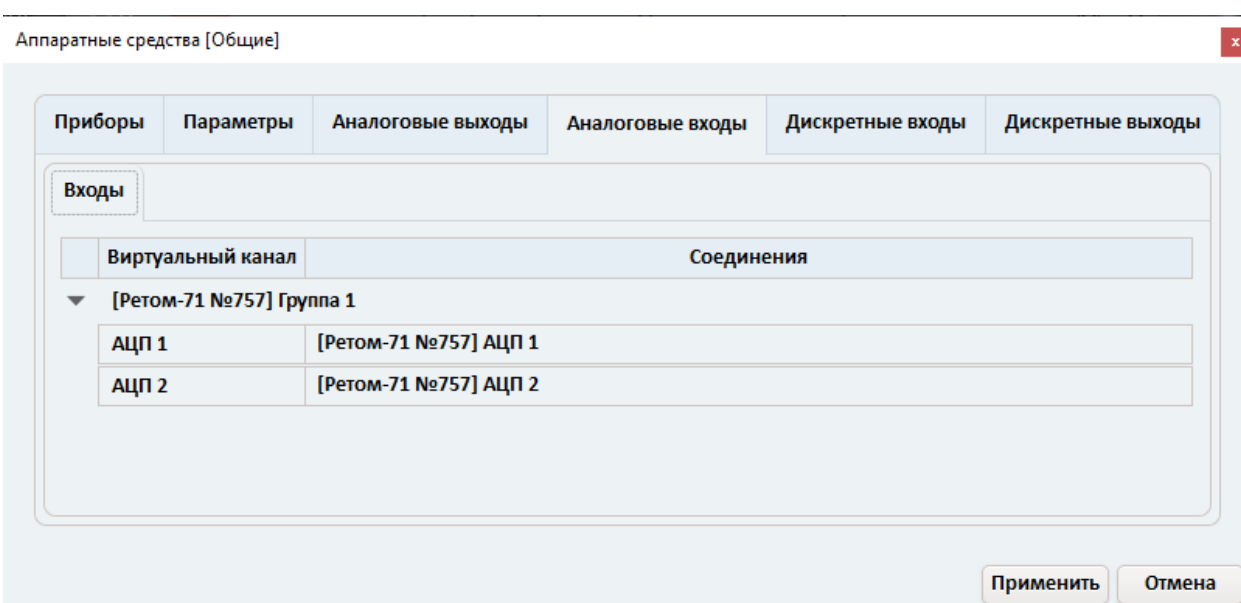 Аппаратные средства [Общие]
x
Приборы Параметры Аналоговые выходы Аналоговые входы Дискретные входы Дискретные выходы
Входы
Виртуальный канал Соединения
[Ретом-71 №757] Группа 1
АЦП 1 [Ретом-71 №757] АЦП 1
АЦП 2 [Ретом-71 №757] АЦП 2
Применить Отмена